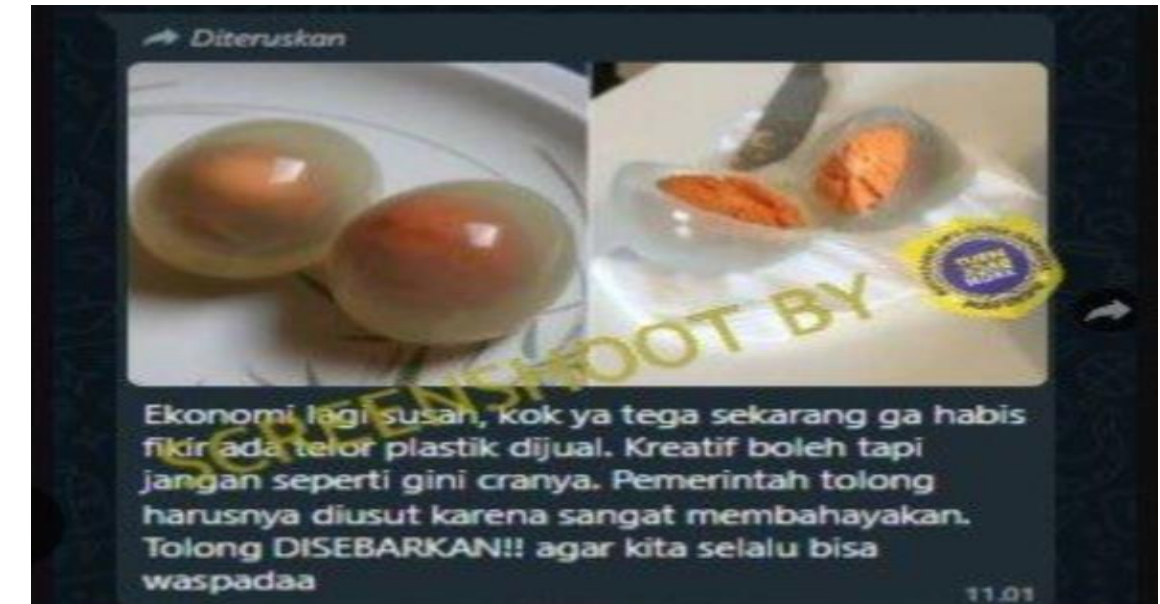 Diteruskan
SCREENSHOOT BY
Ekonomi lagi susah, kok ya tega sekarang ga habis
fikir ada telor plastik dijual. Kreatif boleh tapi
jangan seperti gini cranya. Pemerintah tolong
harusnya diusut karena sangat membahayakan.
Tolong DISEBARKAN!! agar kita selalu bisa
waspadaa
11.01